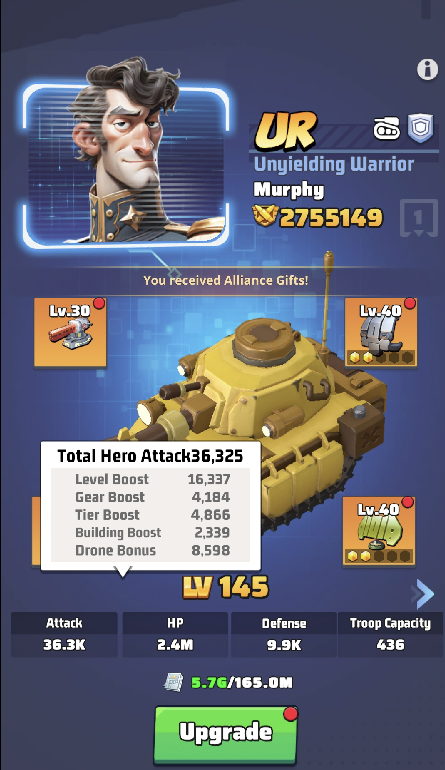 i
UR
Unyielding Warrior
Murphy
2755149
1
You received Alliance Gifts!
Lv.30
Lv.40
Total Hero Attack36,325
Level Boost 16,337
Gear Boost 4,184
Tier Boost 4,866
Building Boost 2,339
Drone Bonus 8,598
Lv.40
LV 145
Attack HP Defense Troop Capacity
36.3K 2.4M 9.9K 436
5.7G/165.0M
Upgrade